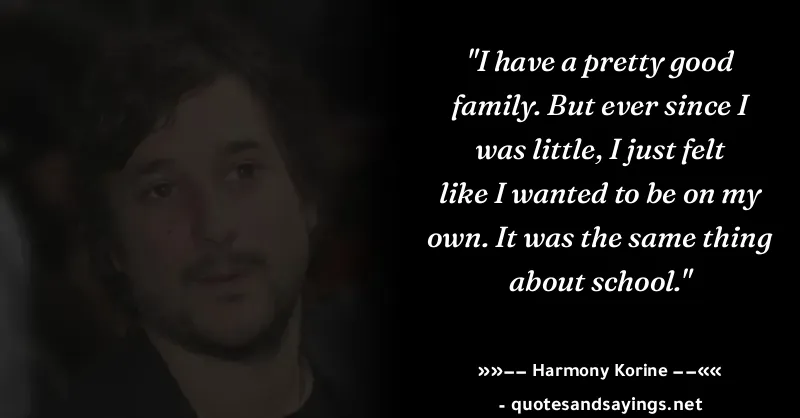 "I have a pretty good
family. But ever since I
was little, I just felt
like I wanted to be on my
own. It was the same thing
about school."
»»−− Harmony Korine −−««
- quotesandsayings.net